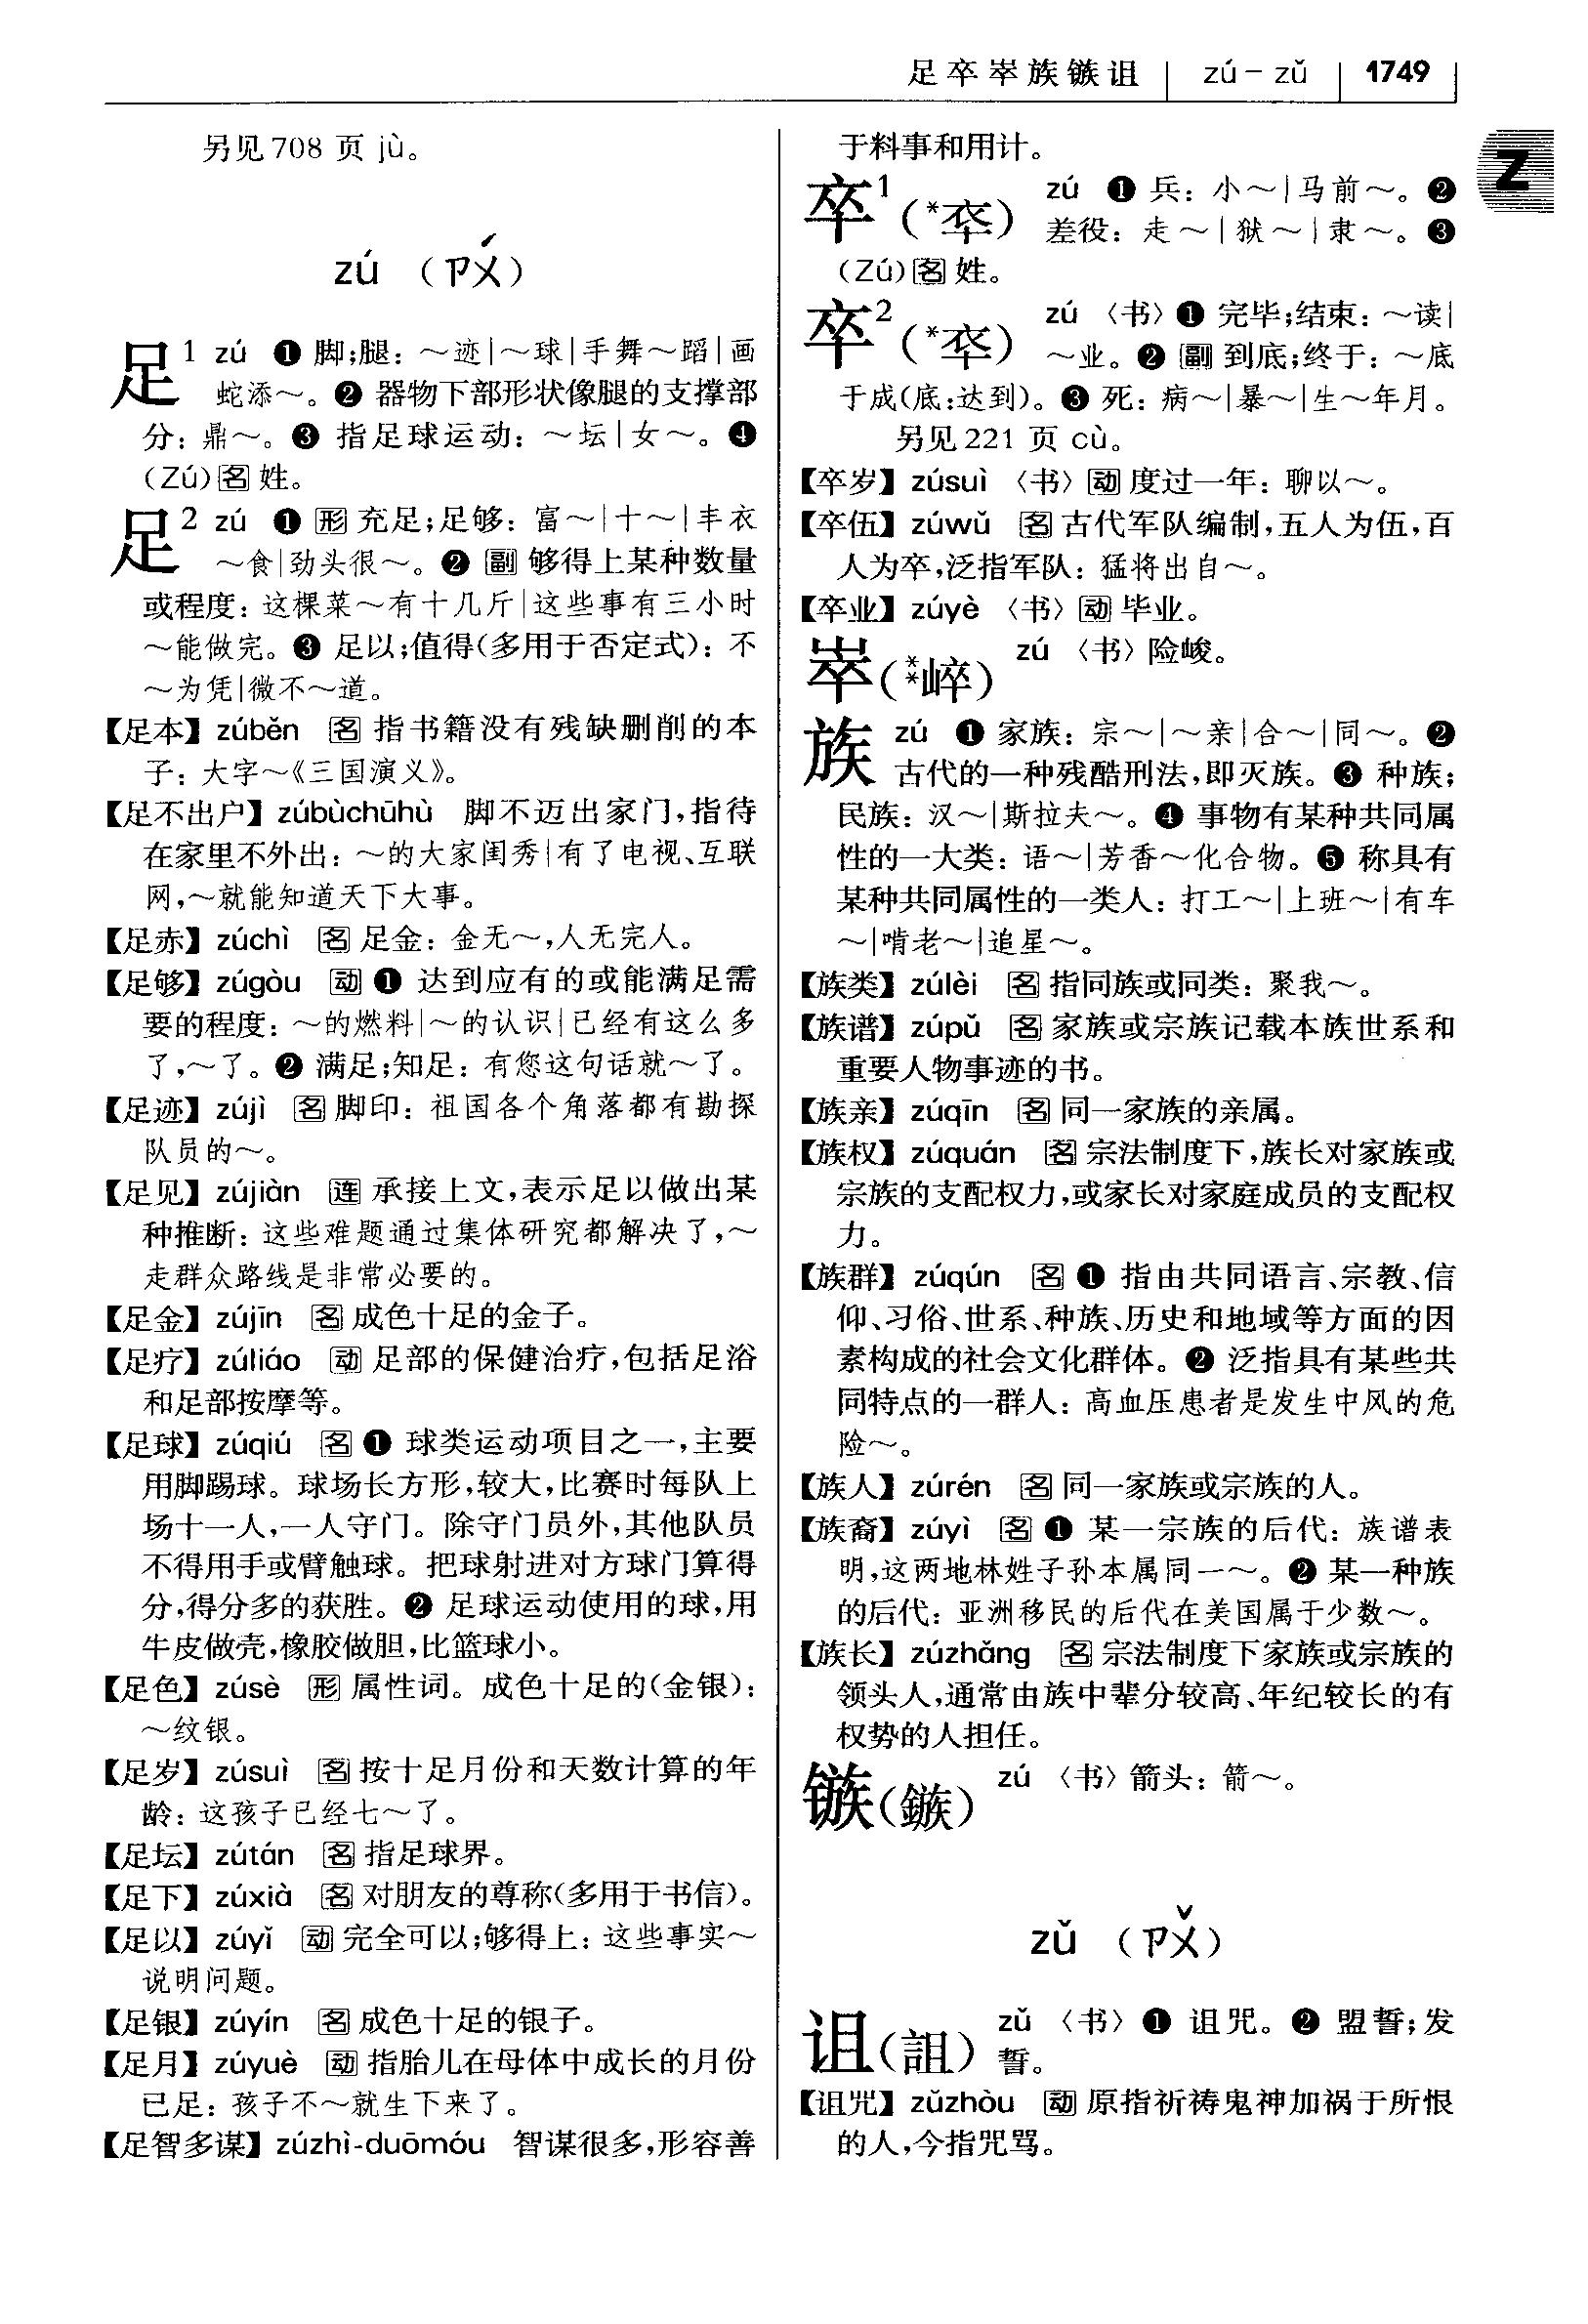 足卒崒族镞诅 zú－zǔ 1749
Z
另见708 页 jù。
zú （ㄗㄨˊ）
足1 zú ❶ 脚;腿：～迹|～球|手舞～蹈|画
蛇添～。❷ 器物下部形状像腿的支撑部
分：鼎～。❸ 指足球运动：～坛|女～。❹
(Zú)名 姓。
足2 zú ❶ 形 充足;足够：富～|十～|丰衣
～食|劲头很～。❷ 副 够得上某种数量
或程度：这棵菜～有十几斤|这些事有三小时
～能做完。❸ 足以;值得(多用于否定式)：不
～为凭|微不～道。
【足本】zúběn 名 指书籍没有残缺删削的本
子：大字～《三国演义》。
【足不出户】zúbùchūhù 脚不迈出家门,指待
在家里不外出：～的大家闺秀|有了电视、互联
网,～就能知道天下大事。
【足赤】zúchì 名 足金：金无～,人无完人。
【足够】zúgòu 动 ❶ 达到应有的或能满足需
要的程度：～的燃料|～的认识|已经有这么多
了,～了。❷ 满足;知足：有您这句话就～了。
【足迹】zújì 名 脚印：祖国各个角落都有勘探
队员的～。
【足见】zújiàn 连 承接上文,表示足以做出某
种推断：这些难题通过集体研究都解决了,～
走群众路线是非常必要的。
【足金】zújīn 名 成色十足的金子。
【足疗】zúliáo 动 足部的保健治疗,包括足浴
和足部按摩等。
【足球】zúqiú 名 ❶ 球类运动项目之一,主要
用脚踢球。球场长方形,较大,比赛时每队上
场十一人,一人守门。除守门员外,其他队员
不得用手或臂触球。把球射进对方球门算得
分,得分多的获胜。❷ 足球运动使用的球,用
牛皮做壳,橡胶做胆,比篮球小。
【足色】zúsè 形 属性词。成色十足的(金银)：
～纹银。
【足岁】zúsuì 名 按十足月份和天数计算的年
龄：这孩子已经七～了。
【足坛】zútán 名 指足球界。
【足下】zúxià 名 对朋友的尊称(多用于书信)。
【足以】zúyǐ 动 完全可以;够得上：这些事实～
说明问题。
【足银】zúyín 名 成色十足的银子。
【足月】zúyuè 动 指胎儿在母体中成长的月份
已足：孩子不～就生下来了。
【足智多谋】zúzhì-duōmóu 智谋很多,形容善
于料事和用计。
卒1(*卆) zú ❶ 兵：小～|马前～。❷
差役：走～|狱～|隶～。❸
(Zú)名 姓。
卒2(*卆) zú 〈书〉❶ 完毕;结束：～读|
～业。❷ 副 到底;终于：～底
于成(底:达到)。❸ 死：病～|暴～|生～年月。
另见221 页 cù。
【卒岁】zúsuì 〈书〉动 度过一年：聊以～。
【卒伍】zúwǔ 名 古代军队编制,五人为伍,百
人为卒,泛指军队：猛将出自～。
【卒业】zúyè 〈书〉动 毕业。
崒(**崪) zú 〈书〉险峻。
族 zú ❶ 家族：宗～|～亲|合～|同～。❷
古代的一种残酷刑法,即灭族。❸ 种族;
民族：汉～|斯拉夫～。❹ 事物有某种共同属
性的一大类：语～|芳香～化合物。❺ 称具有
某种共同属性的一类人：打工～|上班～|有车
～|啃老～|追星～。
【族类】zúlèi 名 指同族或同类：聚我～。
【族谱】zúpǔ 名 家族或宗族记载本族世系和
重要人物事迹的书。
【族亲】zúqīn 名 同一家族的亲属。
【族权】zúquán 名 宗法制度下,族长对家族或
宗族的支配权力,或家长对家庭成员的支配权
力。
【族群】zúqún 名 ❶ 指由共同语言、宗教、信
仰、习俗、世系、种族、历史和地域等方面的因
素构成的社会文化群体。❷ 泛指具有某些共
同特点的一群人：高血压患者是发生中风的危
险～。
【族人】zúrén 名 同一家族或宗族的人。
【族裔】zúyì 名 ❶ 某一宗族的后代：族谱表
明,这两地林姓子孙本属同一～。❷ 某一种族
的后代：亚洲移民的后代在美国属于少数～。
【族长】zúzhǎng 名 宗法制度下家族或宗族的
领头人,通常由族中辈分较高、年纪较长的有
权势的人担任。
镞(鏃) zú 〈书〉箭头：箭～。
zǔ （ㄗㄨˇ）
诅(詛) zǔ 〈书〉❶ 诅咒。❷ 盟誓;发
誓。
【诅咒】zǔzhòu 动 原指祈祷鬼神加祸于所恨
的人,今指咒骂。